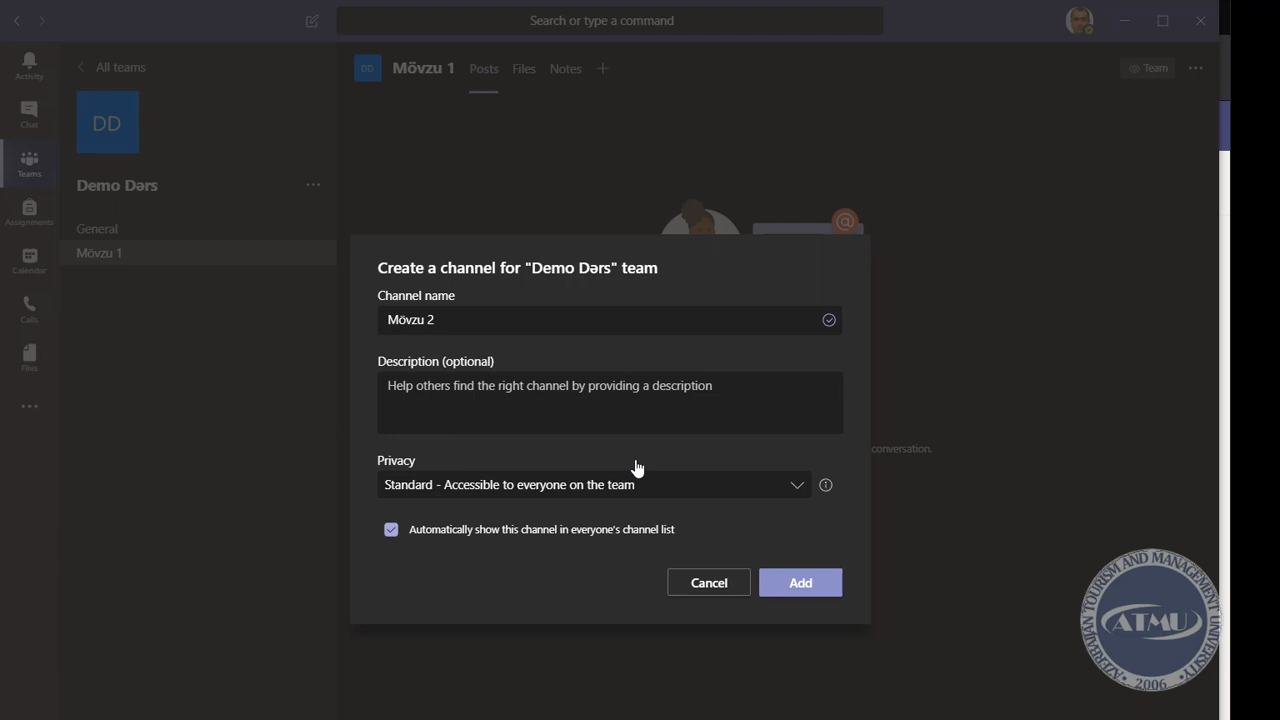 Search or type a command
Activity
Chat
Teams
Assignments
Calendar
Calls
Files
All teams
DD
Demo Dərs
General
Mövzu 1
DD
Mövzu 1
Posts
Files
Notes
Team
@
conversation.
Create a channel for "Demo Dərs" team
Channel name
Mövzu 2
Description (optional)
Help others find the right channel by providing a description
Privacy
Standard - Accessible to everyone on the team
Automatically show this channel in everyone's channel list
Cancel
Add
AZERBAIJAN TOURISM AND MANAGEMENT UNIVERSITY
ATMU
2006